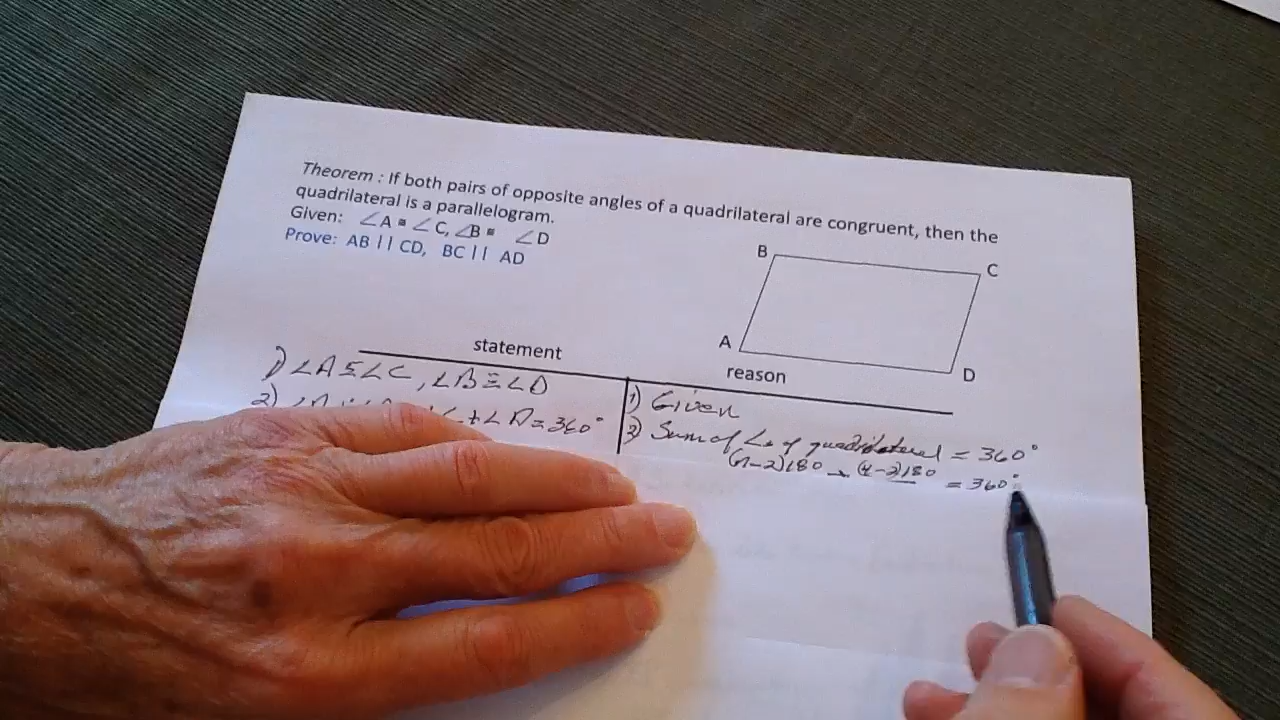 Theorem : If both pairs of opposite angles of a quadrilateral are congruent, then the
quadrilateral is a parallelogram.
Given: ∠A ≅ ∠C, ∠B ≅ ∠D
Prove: AB || CD, BC || AD
B
C
A
D
statement
reason
1) ∠A ≅ ∠C, ∠B ≅ ∠D
1) Given
2) + ∠D = 360°
2) Sum of ∠s of quadrilateral = 360°
(n-2)180 → (4-2)180 = 360°